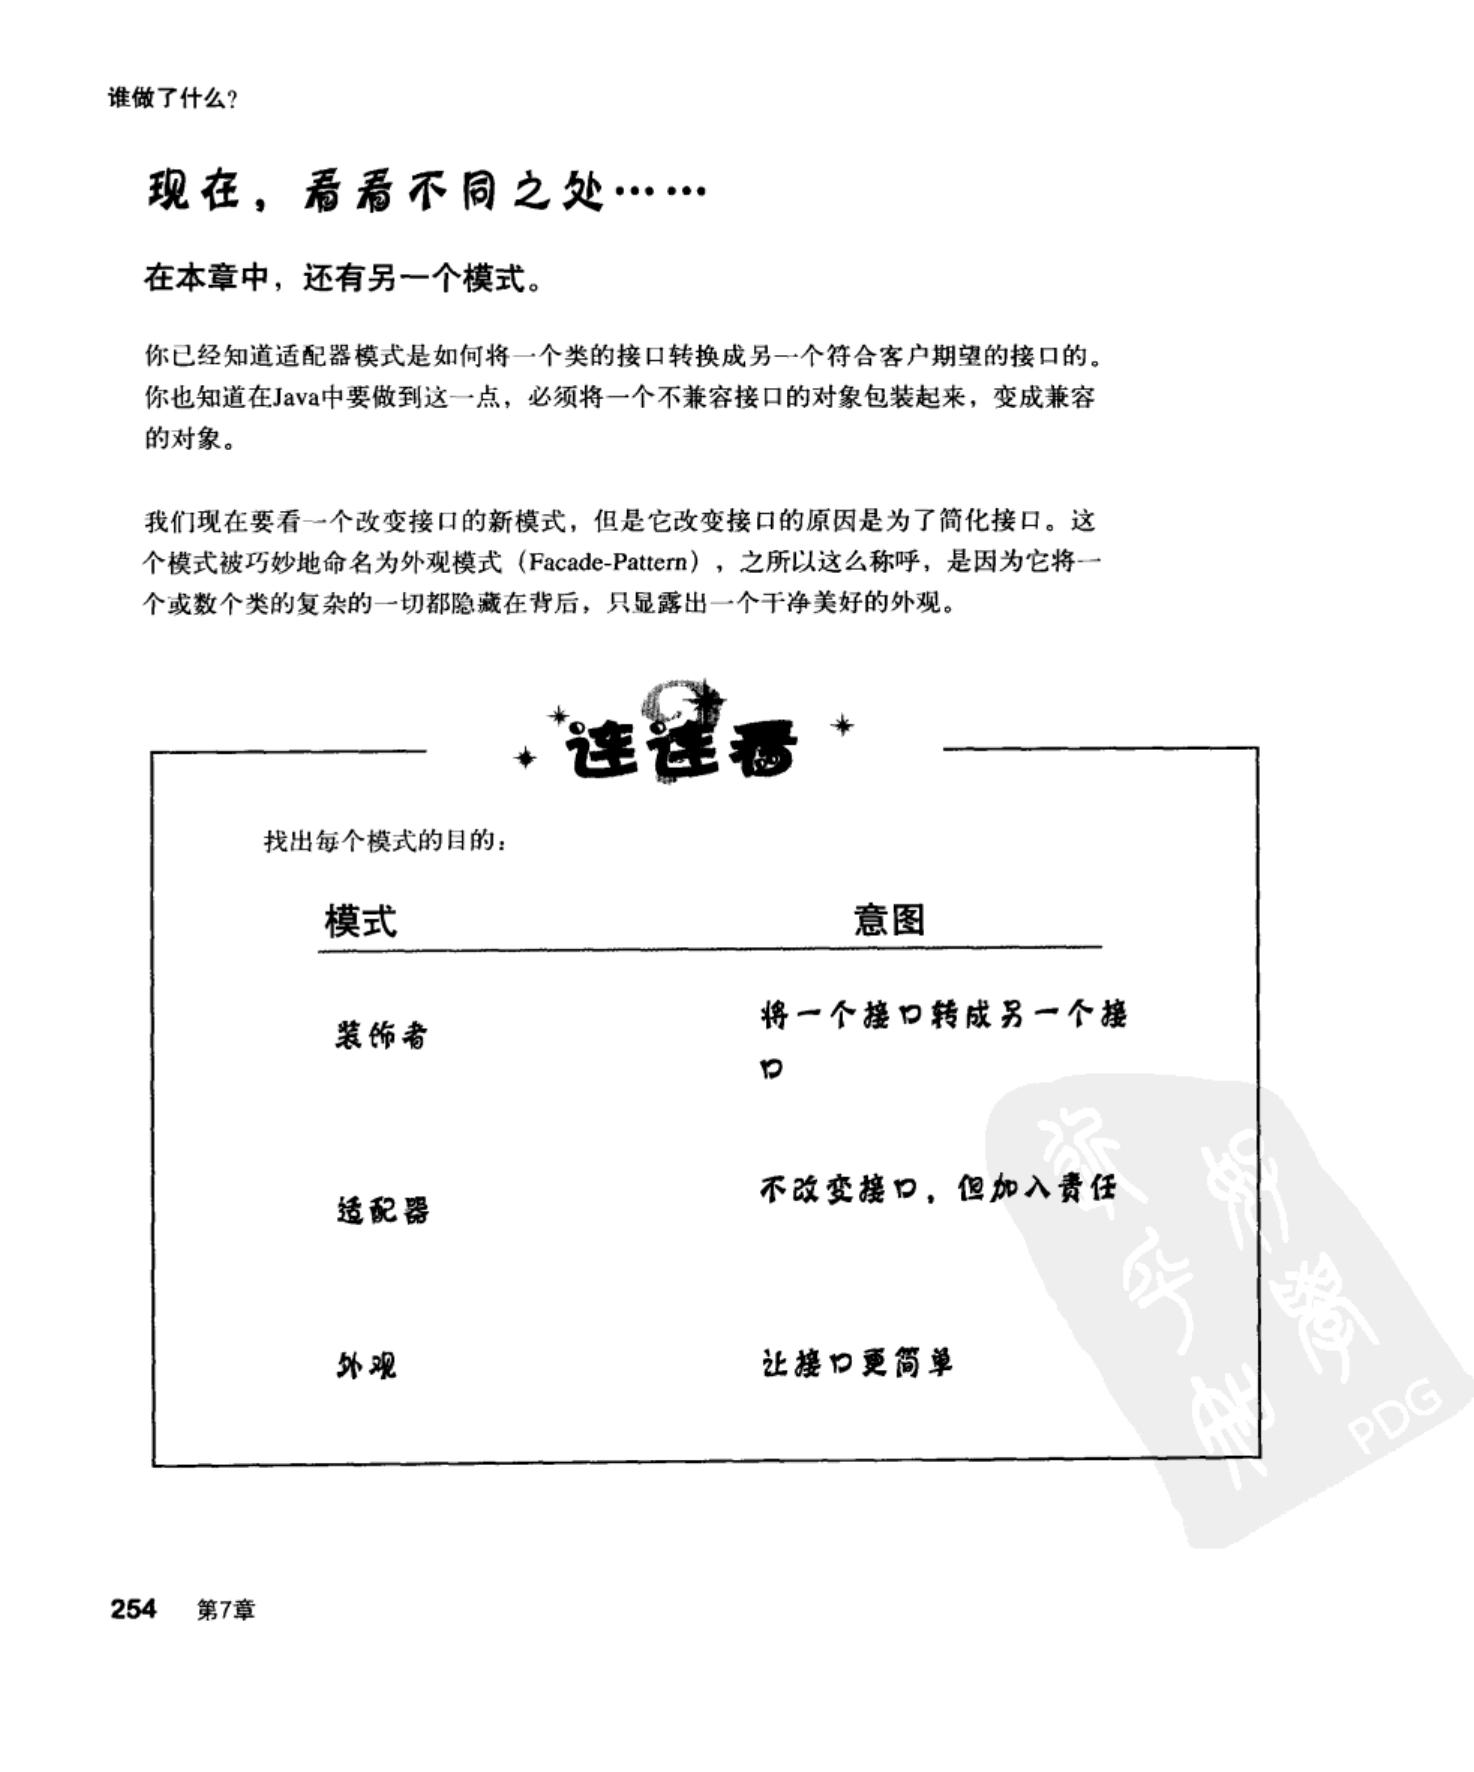 谁做了什么?
现在，看看不同之处……
在本章中，还有另一个模式。
你已经知道适配器模式是如何将一个类的接口转换成另一个符合客户期望的接口的。
你也知道在Java中要做到这一点，必须将一个不兼容接口的对象包装起来，变成兼容
的对象。
我们现在要看一个改变接口的新模式，但是它改变接口的原因是为了简化接口。这
个模式被巧妙地命名为外观模式（Facade-Pattern），之所以这么称呼，是因为它将一
个或数个类的复杂的一切都隐藏在背后，只显露出一个干净美好的外观。
连连看
找出每个模式的目的：
模式 意图
装饰者 将一个接口转成另一个接
口
适配器 不改变接口，但加入责任
外观 让接口更简单
PDG
254 第7章